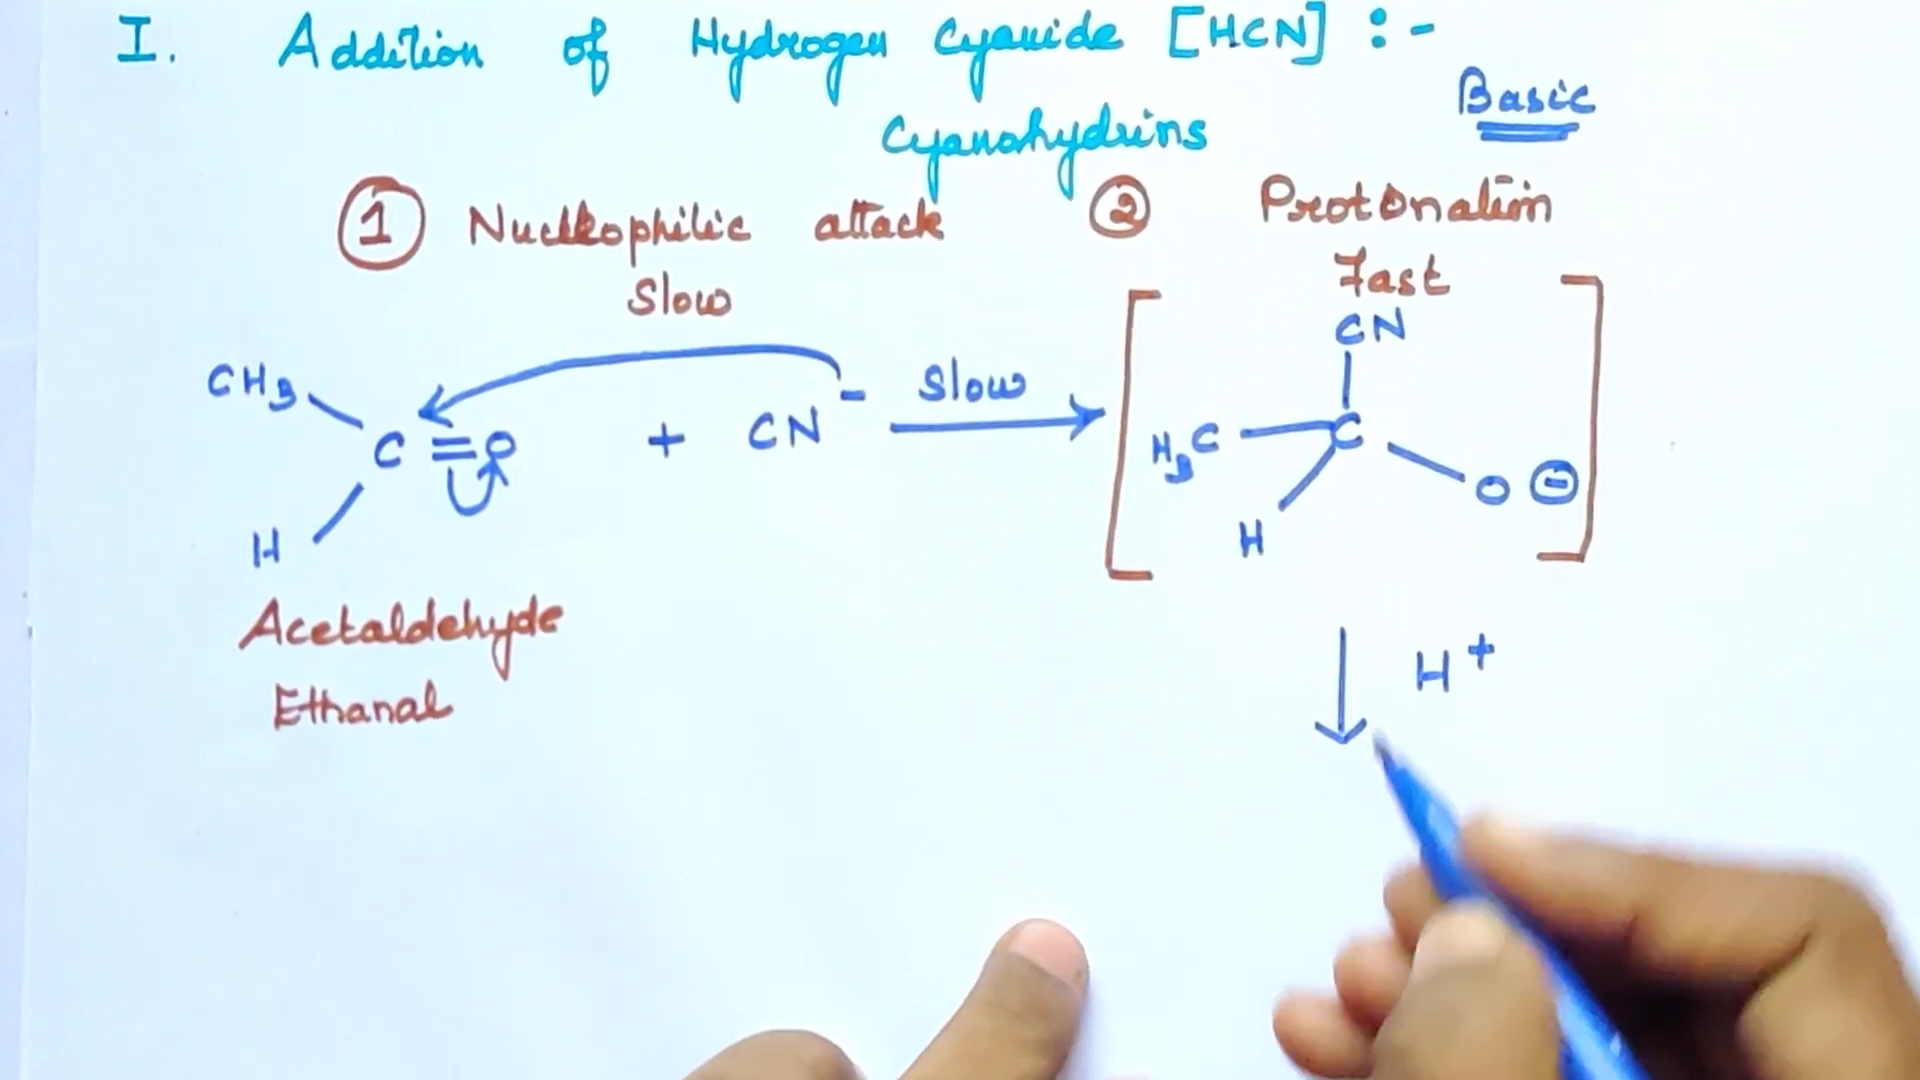 I. Addition of Hydrogen Cyanide [HCN] :-
Basic
Cyanohydrins
① Nucleophilic attack
Slow
② Protonation
Fast
CH3
C = O
H
+ CN⁻
Slow
CN
H3C
C
O ⊖
H
Acetaldehyde
Ethanal
H⁺